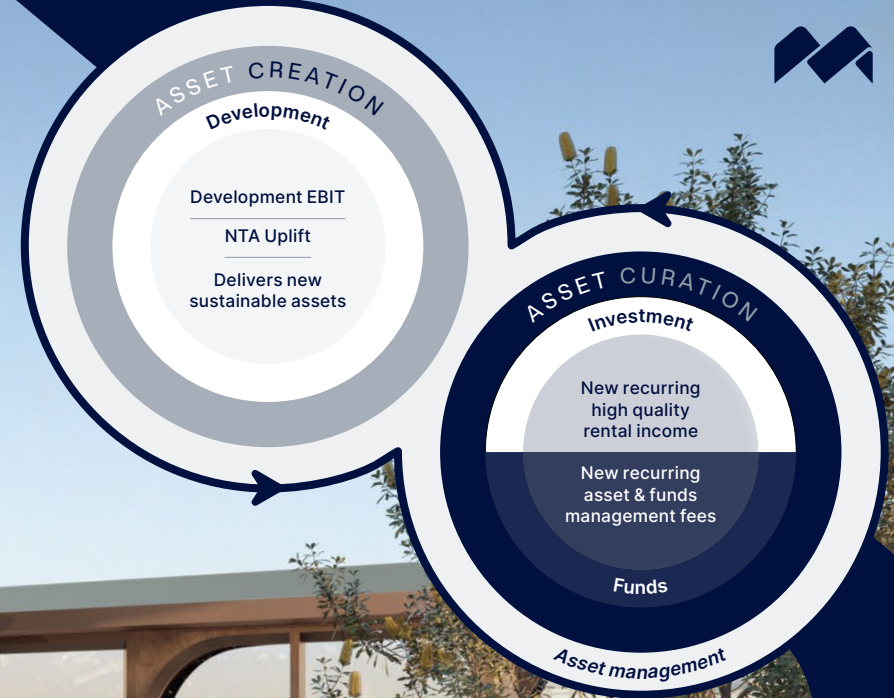 ASSET CREATION
Development
Development EBIT
NTA Uplift
Delivers new
sustainable assets
ASSET CURATION
Investment
New recurring
high quality
rental income
New recurring
asset & funds
management fees
Funds
Asset management